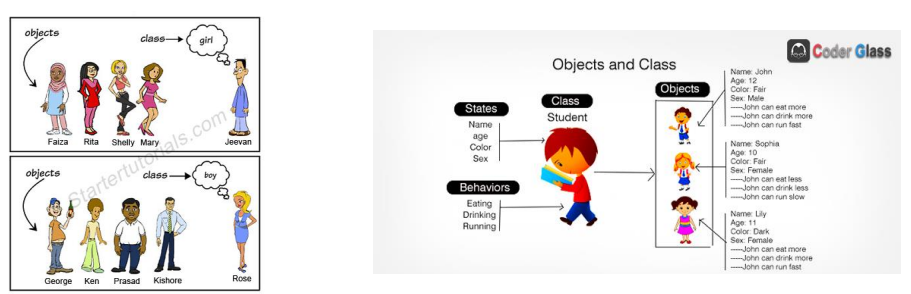 objects
class
girl
Faiza Rita Shelly Mary Jeevan
Startertutorials.com
objects
class
boy
George Ken Prasad Kishore Rose
Coder Glass
Objects and Class
States
Name
age
Color
Sex
Behaviors
Eating
Drinking
Running
Class
Student
Objects
Name: John
Age: 12
Color: Fair
Sex: Male
----John can eat more
----John can drink more
----John can run fast
Name: Sophia
Age: 10
Color: Fair
Sex: Female
----John can eat less
----John can drink less
----John can run slow
Name: Lily
Age: 11
Color: Dark
Sex: Female
----John can eat more
----John can drink more
----John can run fast